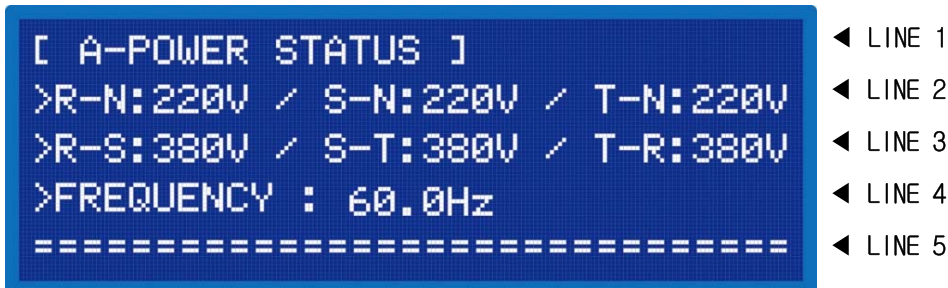 [ A-POWER STATUS ] ◀ LINE 1
>R-N:220V / S-N:220V / T-N:220V ◀ LINE 2
>R-S:380V / S-T:380V / T-R:380V ◀ LINE 3
>FREQUENCY : 60.0Hz ◀ LINE 4
=============================== ◀ LINE 5